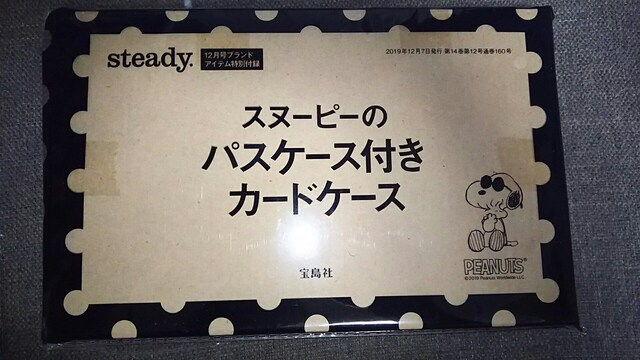 steady.
12月号ブランド
アイテム特別付録
2019年12月7日発行 第14巻第12号通巻160号
スヌーピーの
パスケース付き
カードケース
PEANUTS
©2019 Peanuts Worldwide LLC
宝島社